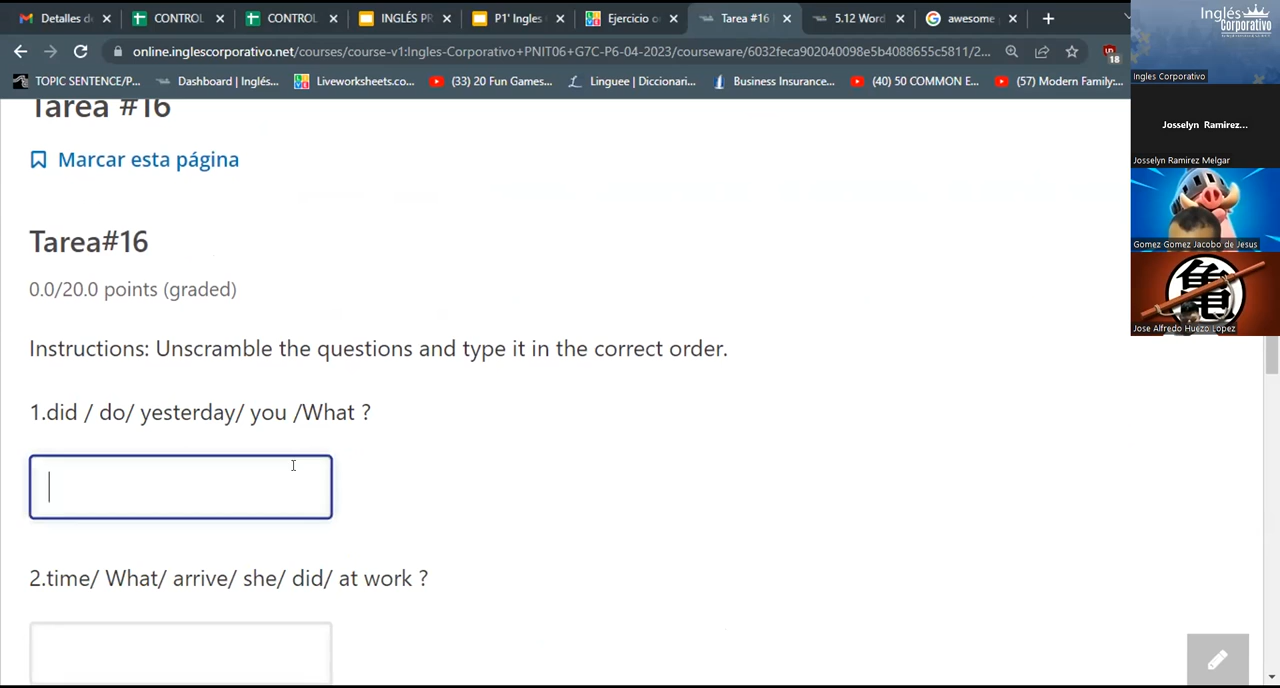 Detalles de
CONTROL
CONTROL
INGLÉS PR
P1' Ingles
Ejercicio o
Tarea #16
5.12 Word
awesome
online.inglescorporativo.net/courses/course-v1:Ingles-Corporativo+PNIT06+G7C-P6-04-2023/courseware/6032feca902040098e5b4088655c5811/2...
18
TOPIC SENTENCE/P...
Dashboard | Inglés...
Liveworksheets.co...
(33) 20 Fun Games...
Linguee | Diccionari...
Business Insurance...
(40) 50 COMMON E...
(57) Modern Family:...
Inglés
Corporativo
Ingles Corporativo
Josselyn Ramirez...
Josselyn Ramirez Melgar
Gomez Gomez Jacobo de Jesus
亀
Jose Alfredo Huezo Lopez
Tarea #16
Marcar esta página
Tarea#16
0.0/20.0 points (graded)
Instructions: Unscramble the questions and type it in the correct order.
1.did / do/ yesterday/ you /What ?
2.time/ What/ arrive/ she/ did/ at work ?